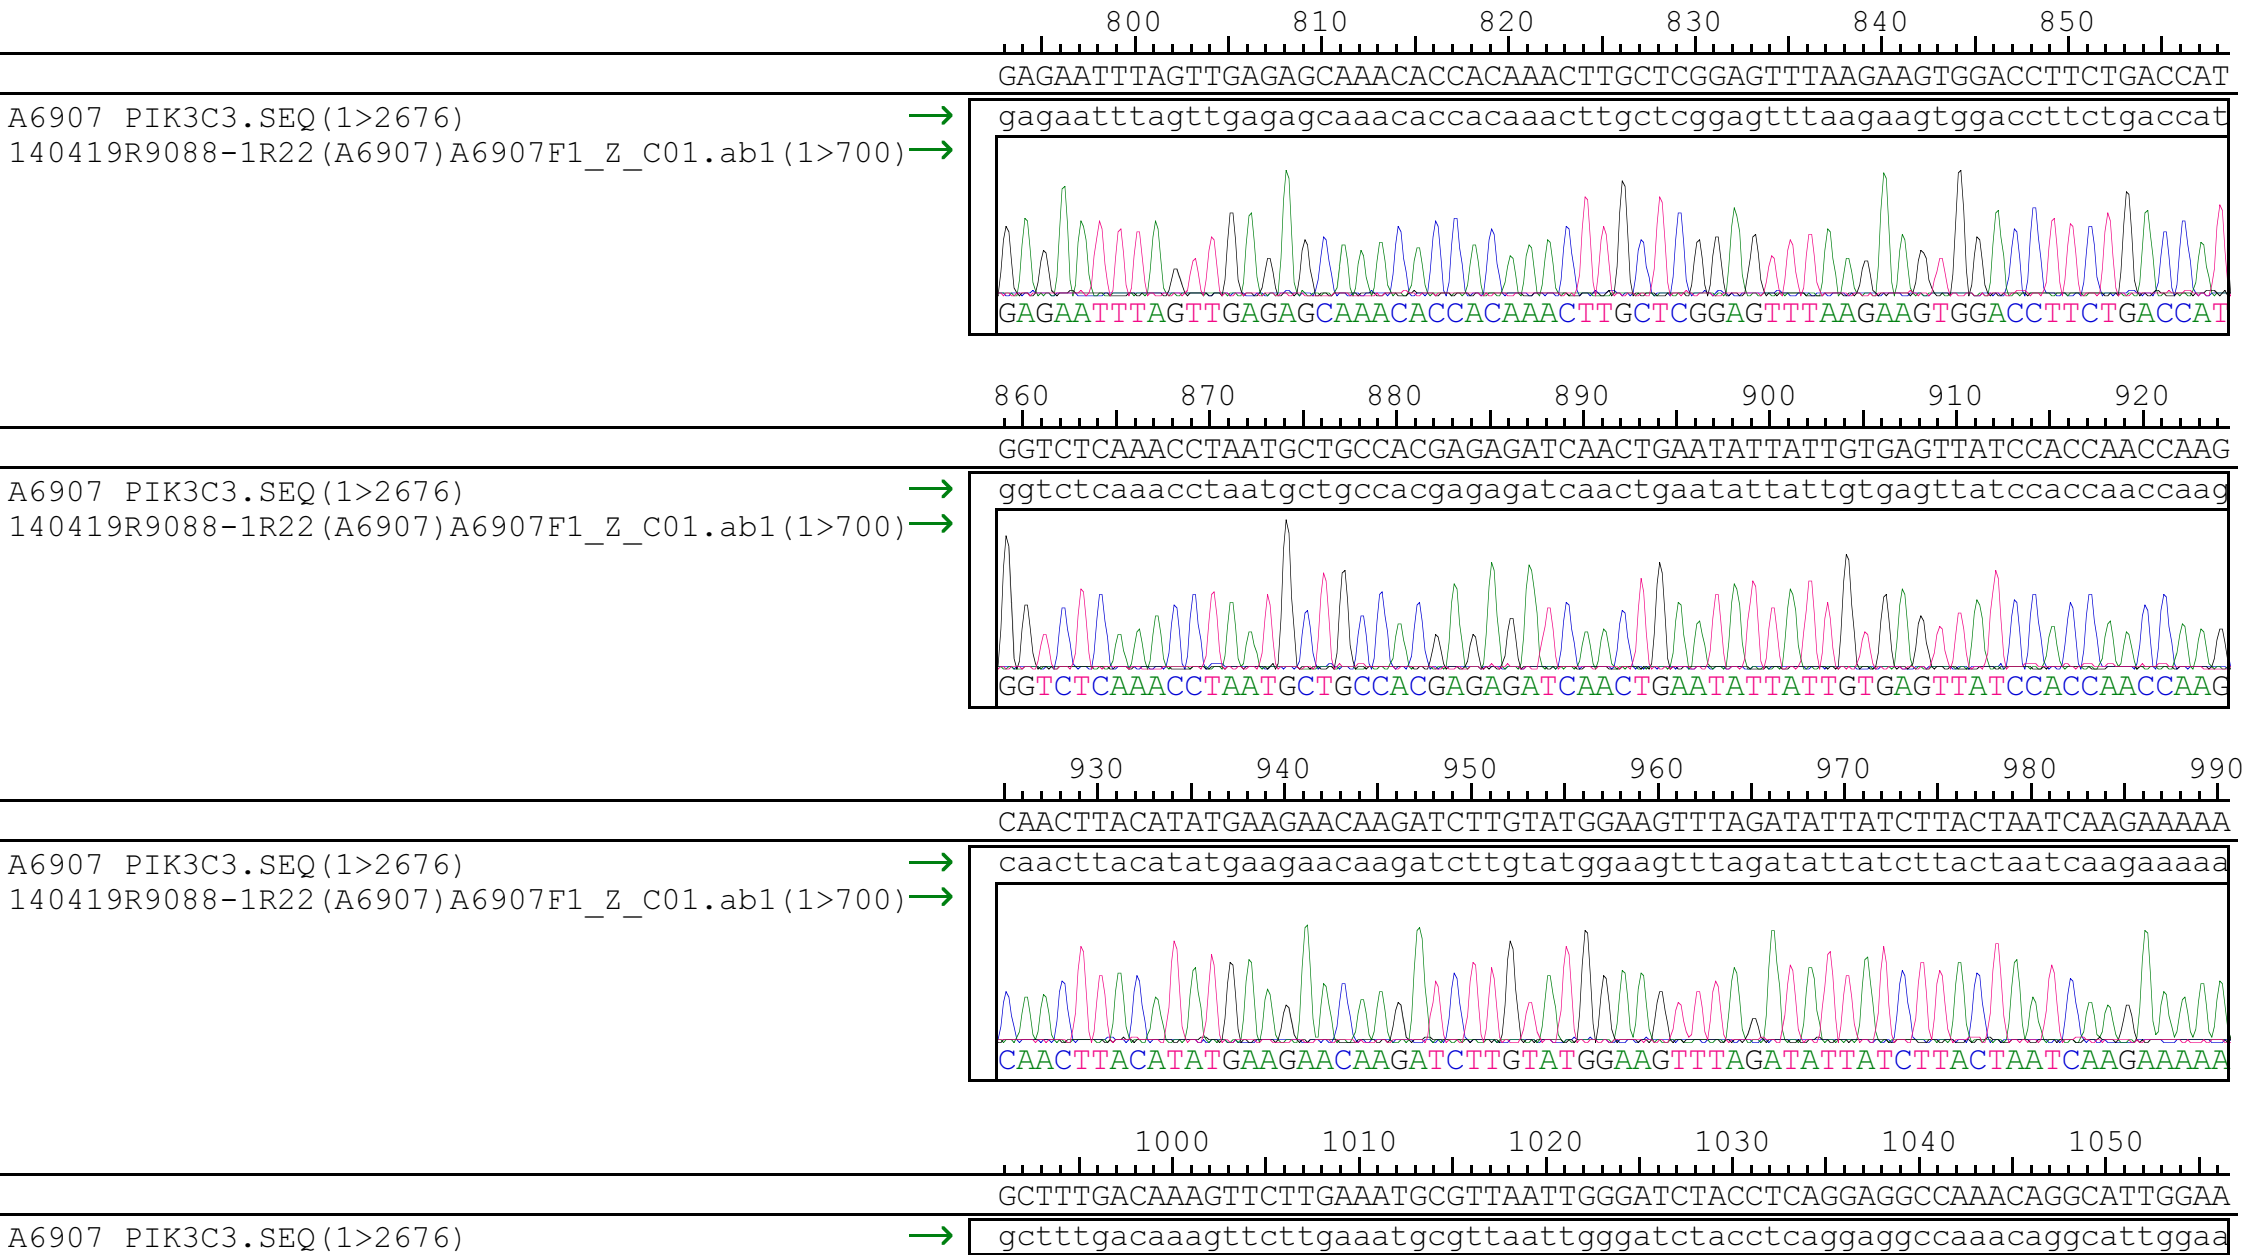 800 810 820 830 840 850
GAGAATTTAGTTGAGAGCAAACACCACAAACTTGCTCGGAGTTTAAGAAGTGGACCTTCTGACCAT
A6907 PIK3C3.SEQ(1>2676) → gagaatttagttgagagcaaacaccacaaacttgctcggagtttaagaagtggaccttctgaccat
140419R9088-1R22(A6907)A6907F1_Z_C01.ab1(1>700) →
GAGAATTTAGTTGAGAGCAAACACCACAAACTTGCTCGGAGTTTAAGAAGTGGACCTTCTGACCAT
860 870 880 890 900 910 920
GGTCTCAAACCTAATGCTGCCACGAGAGATCAACTGAATATTATTGTGAGTTATCCACCAACCAAG
A6907 PIK3C3.SEQ(1>2676) → ggtctcaaacctaatgctgccacgagagatcaactgaatattattgtgagttatccaccaaccaag
140419R9088-1R22(A6907)A6907F1_Z_C01.ab1(1>700) →
GGTCTCAAACCTAATGCTGCCACGAGAGATCAACTGAATATTATTGTGAGTTATCCACCAACCAAG
930 940 950 960 970 980 990
CAACTTACATATGAAGAACAAGATCTTGTATGGAAGTTTAGATATTATCTTACTAATCAAGAAAAA
A6907 PIK3C3.SEQ(1>2676) → caacttacatatgaagaacaagatcttgtatggaagtttagatattatcttactaatcaagaaaaa
140419R9088-1R22(A6907)A6907F1_Z_C01.ab1(1>700) →
CAACTTACATATGAAGAACAAGATCTTGTATGGAAGTTTAGATATTATCTTACTAATCAAGAAAAA
1000 1010 1020 1030 1040 1050
GCTTTGACAAAGTTCTTGAAATGCGTTAATTGGGATCTACCTCAGGAGGCCAAACAGGCATTGGAA
A6907 PIK3C3.SEQ(1>2676) → gctttgacaaagttcttgaaatgcgttaattgggatctacctcaggaggccaaacaggcattggaa